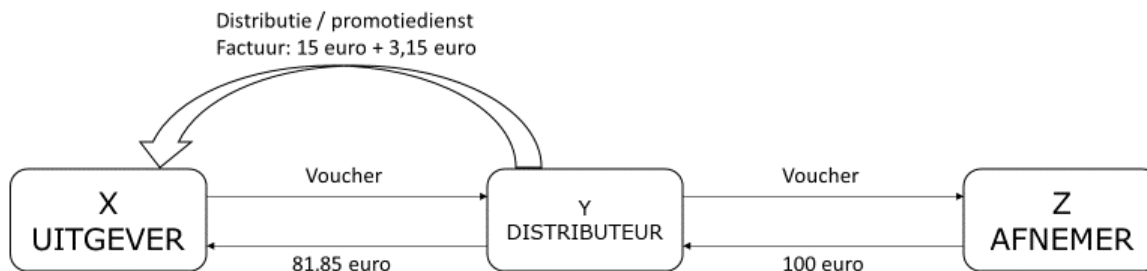 Distributie / promotiedienst
Factuur: 15 euro + 3,15 euro
X
UITGEVER
Voucher
81,85 euro
Y
DISTRIBUTEUR
Voucher
100 euro
Z
AFNEMER